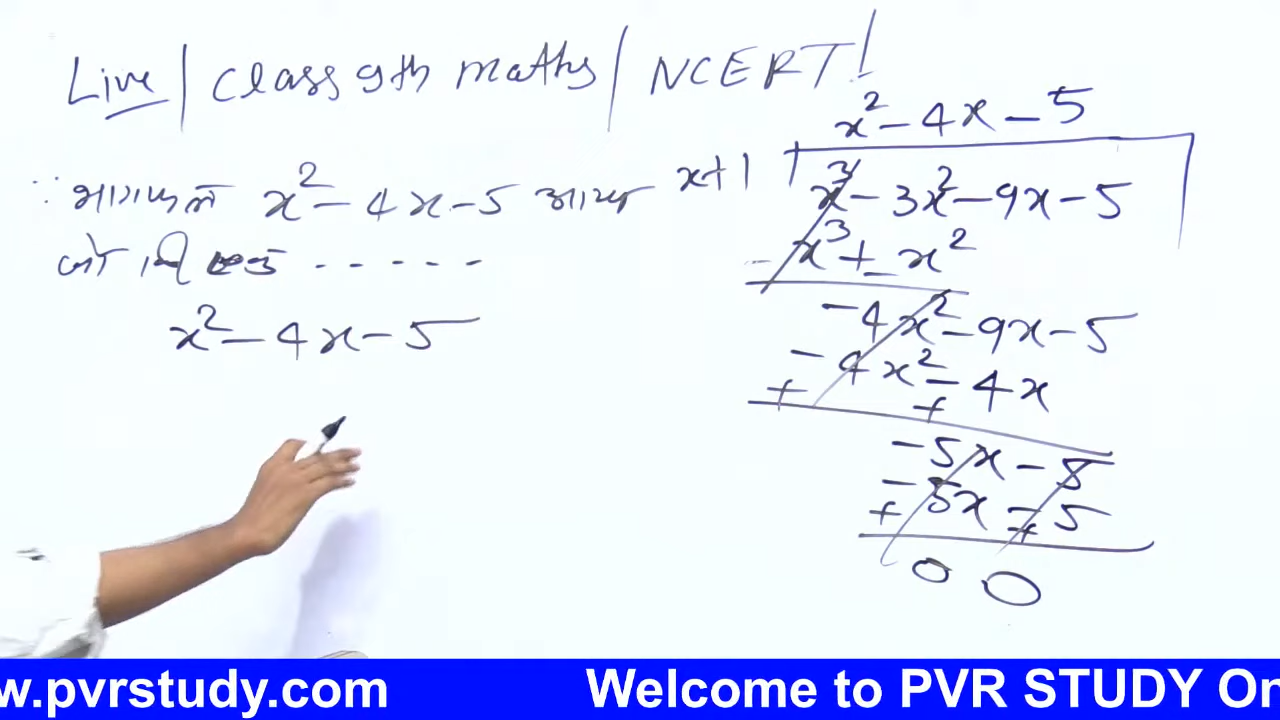 Live / Class 9th maths / NCERT /
∵ भागफल x² - 4x - 5 आया
x² - 4x - 5
x² - 4x - 5
x+1
x³ - 3x² - 9x - 5
x³ + x²
-
-
- 4x² - 9x - 5
- 4x² - 4x
+ +
- 5x - 5
- 5x - 5
+ +
0 0
w.pvrstudy.com Welcome to PVR STUDY On